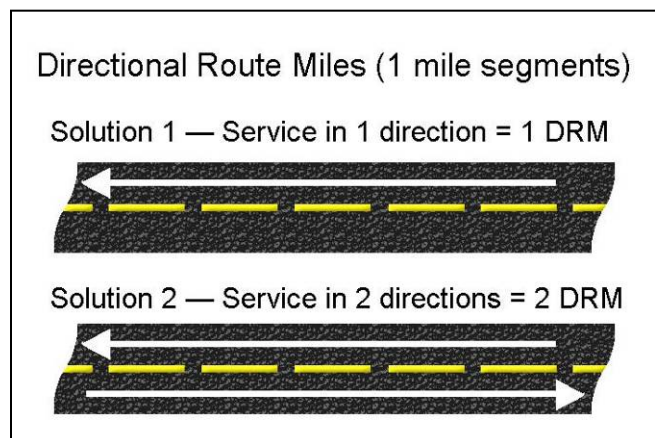 Directional Route Miles (1 mile segments)
Solution 1 — Service in 1 direction = 1 DRM
Solution 2 — Service in 2 directions = 2 DRM